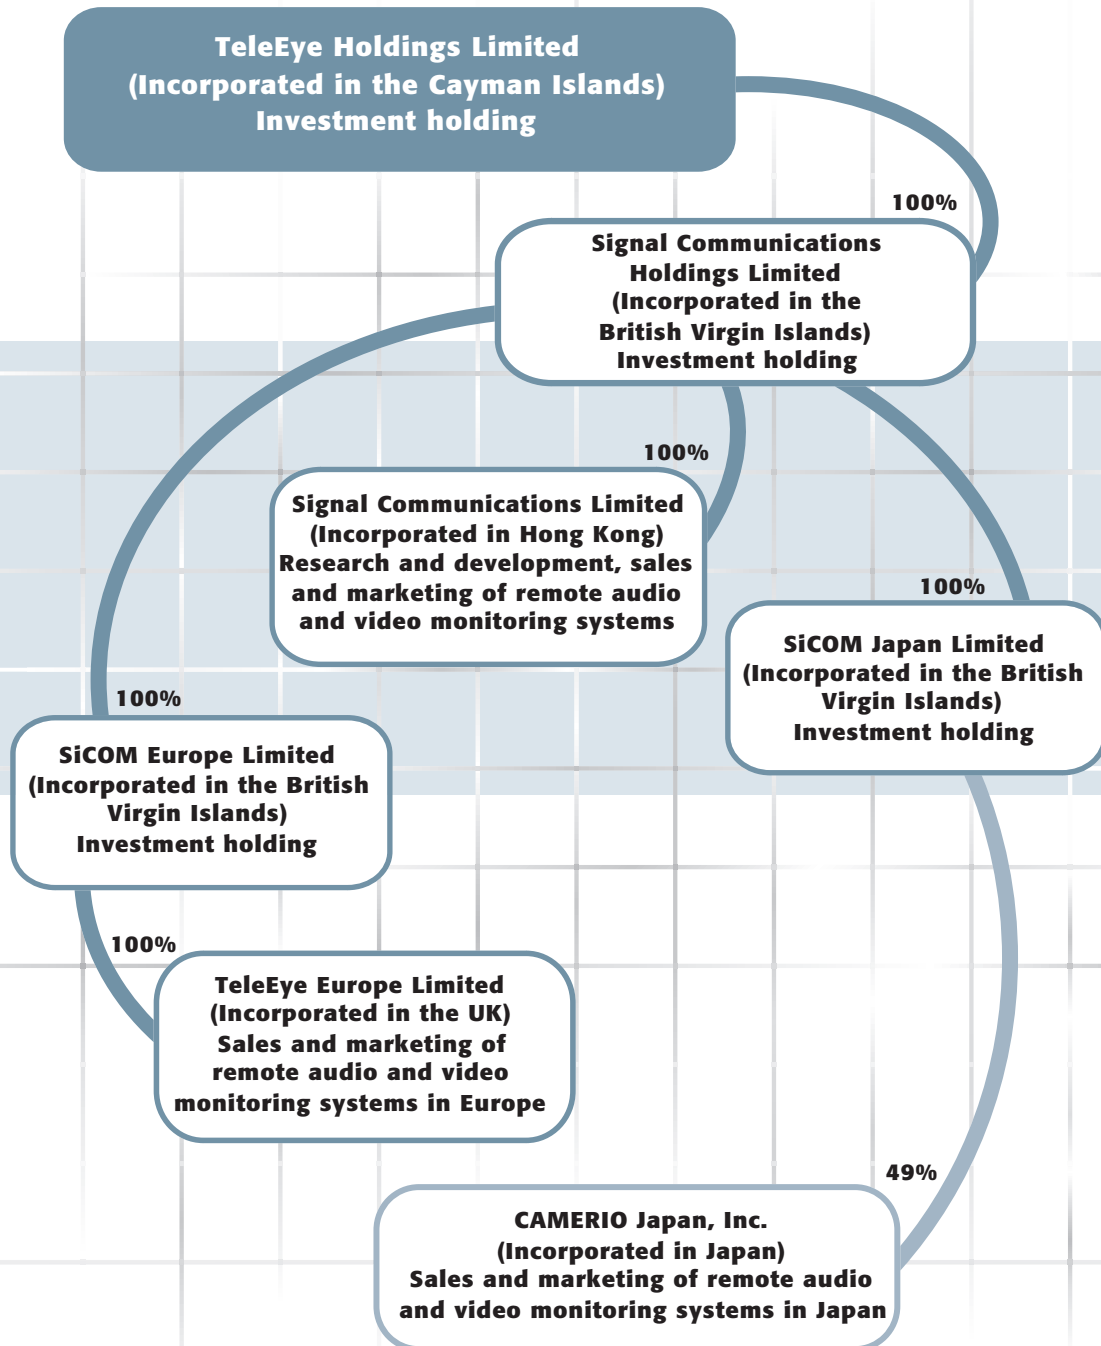 TeleEye Holdings Limited
(Incorporated in the Cayman Islands)
Investment holding
100%
Signal Communications
Holdings Limited
(Incorporated in the
British Virgin Islands)
Investment holding
100%
Signal Communications Limited
(Incorporated in Hong Kong)
Research and development, sales
and marketing of remote audio
and video monitoring systems
100%
SiCOM Japan Limited
(Incorporated in the British
Virgin Islands)
Investment holding
100%
SiCOM Europe Limited
(Incorporated in the British
Virgin Islands)
Investment holding
100%
TeleEye Europe Limited
(Incorporated in the UK)
Sales and marketing of
remote audio and video
monitoring systems in Europe
49%
CAMERIO Japan, Inc.
(Incorporated in Japan)
Sales and marketing of remote audio
and video monitoring systems in Japan